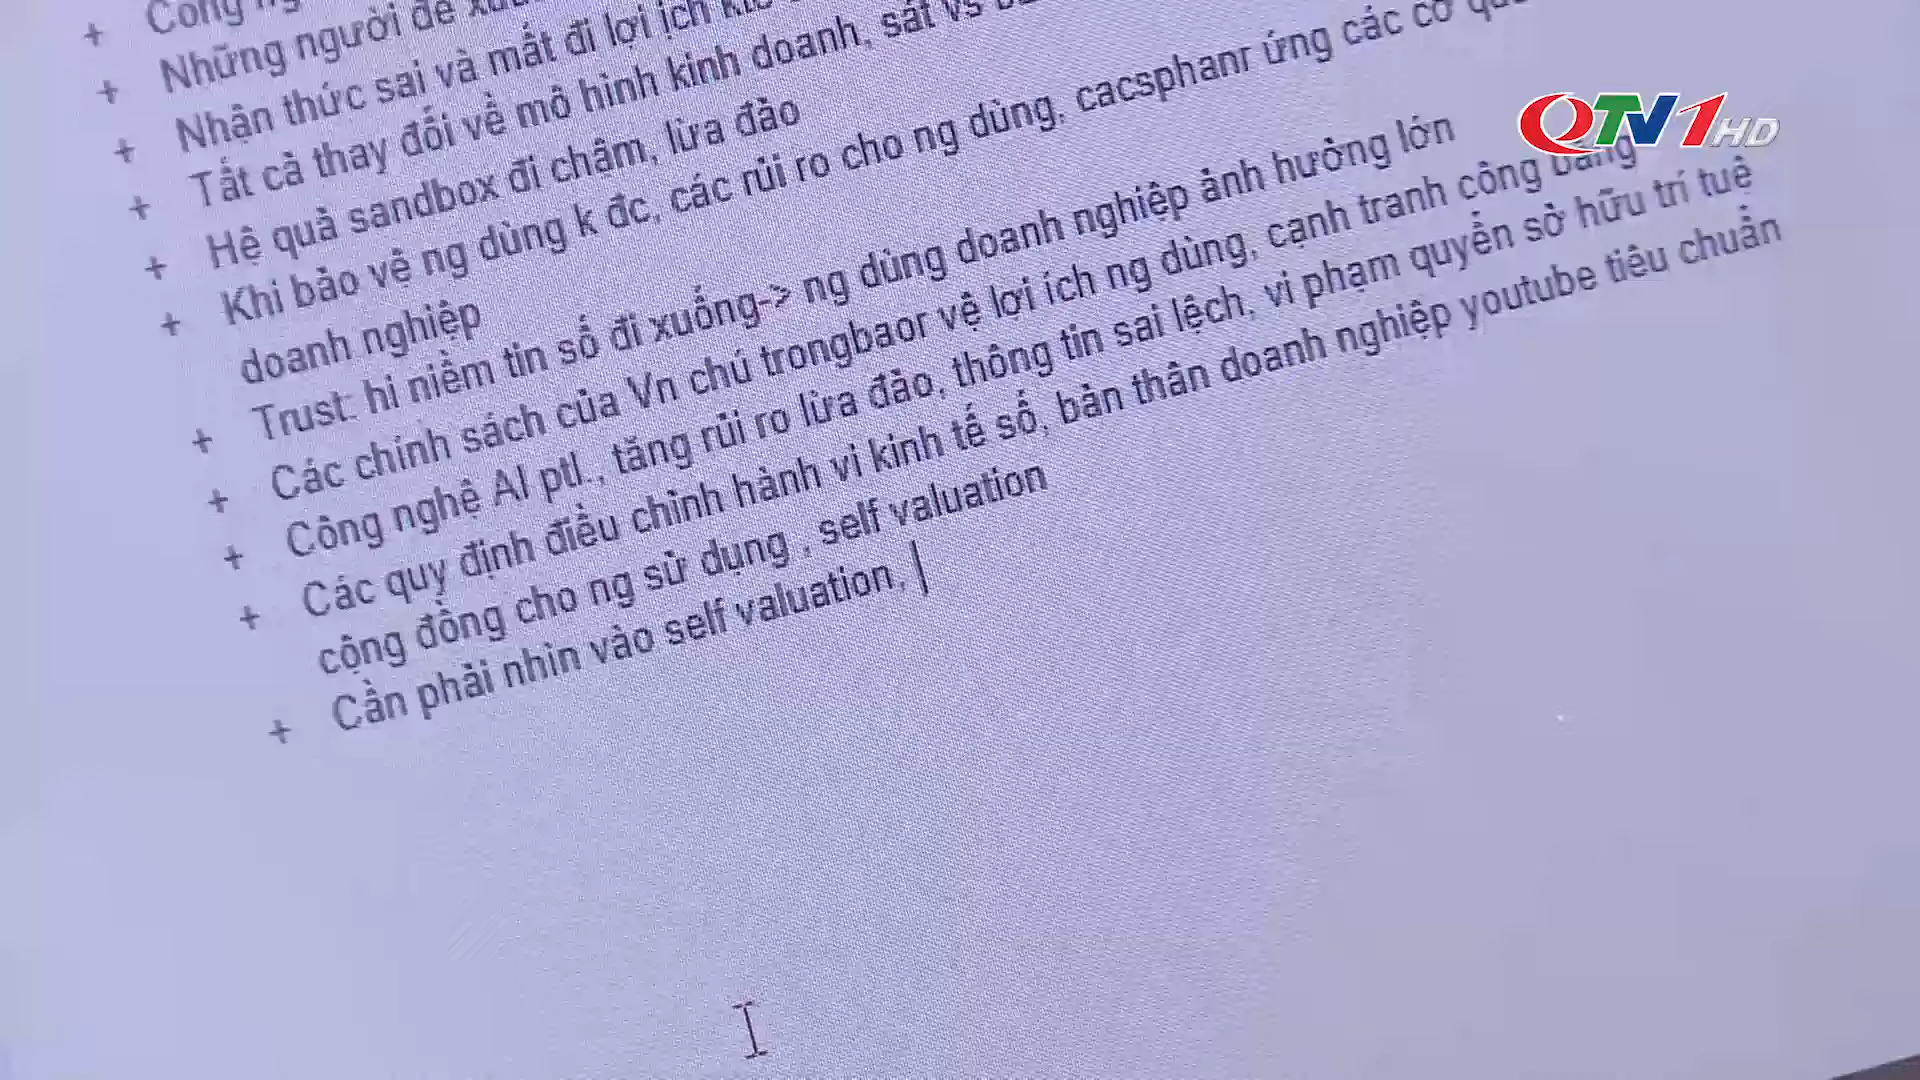 + Công
+ Những người đề
+ Nhận thức sai và mất đi lợi ích
+ Tất cả thay đổi về mô hình kinh doanh, sát vs
+ Hệ quả sandbox đi chậm, lừa đảo
+ Khi bảo vệ ng dùng k đc, các rủi ro cho ng dùng, cacsphanr ứng các cơ
doanh nghiệp
+ Trust: hi niềm tin số đi xuống-> ng dùng doanh nghiệp ảnh hưởng lớn
+ Các chính sách của Vn chú trongbaor vệ lợi ích ng dùng, cạnh tranh công bằng
+ Công nghệ AI ptl., tăng rủi ro lừa đảo, thông tin sai lệch, vi phạm quyền sở hữu trí tuệ
+ Các quy định điều chỉnh hành vi kinh tế số, bản thân doanh nghiệp youtube tiêu chuẩn
cộng đồng cho ng sử dụng , self valuation
+ Cần phải nhìn vào self valuation,
QTV1 HD